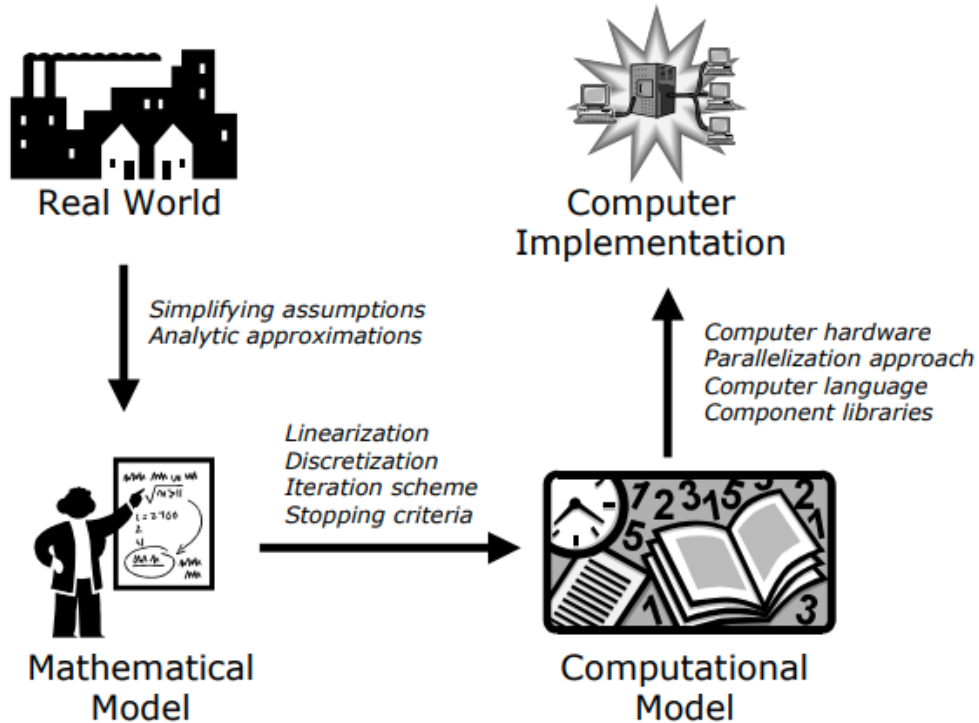 Real World
Computer
Implementation
Simplifying assumptions
Analytic approximations
Computer hardware
Parallelization approach
Computer language
Component libraries
Linearization
Discretization
Iteration scheme
Stopping criteria
Mathematical
Model
Computational
Model